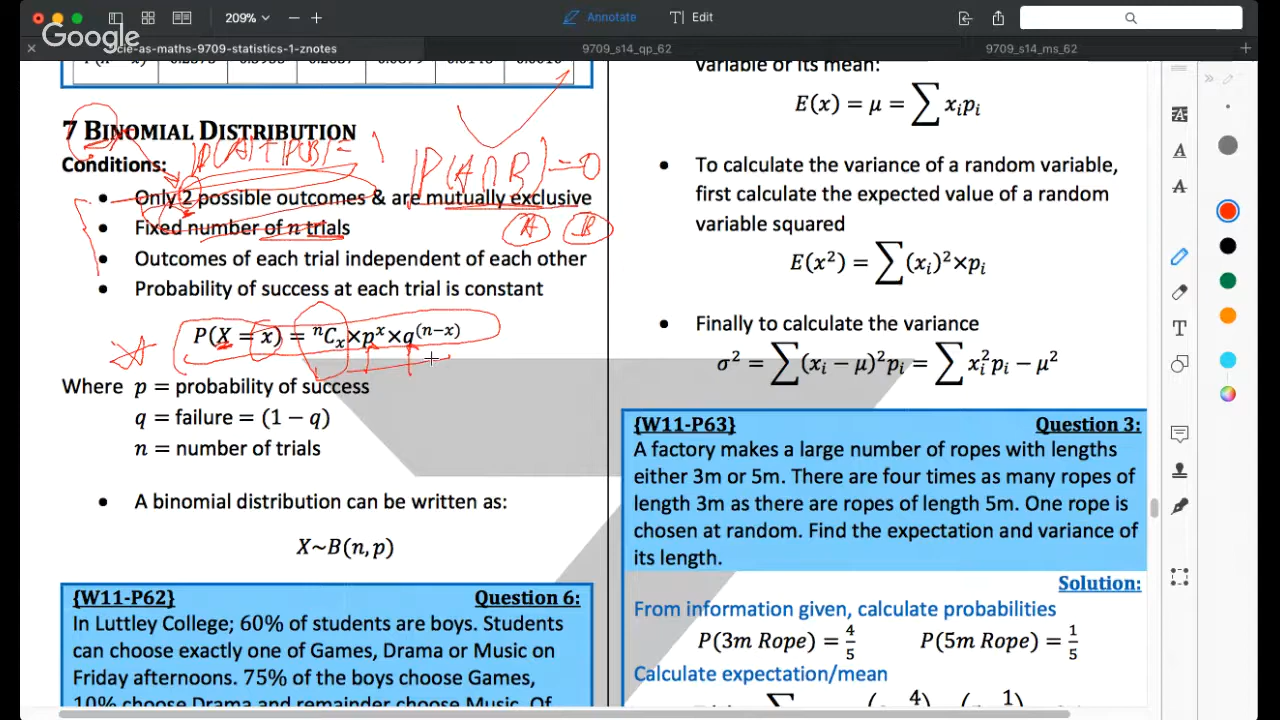 209%
Annotate
Edit
Google
cie-as-maths-9709-statistics-1-znotes
9709_s14_qp_62
9709_s14_ms_62
7 BINOMIAL DISTRIBUTION
Conditions:
P(A) + P(B) = 1
P(A ∩ B) = 0
• Only 2 possible outcomes & are mutually exclusive
• Fixed number of n trials
A B
• Outcomes of each trial independent of each other
• Probability of success at each trial is constant
P(X = x) = ⁿCₓ×pˣ×q⁽ⁿ⁻ˣ⁾
Where p = probability of success
q = failure = (1 − q)
n = number of trials
• A binomial distribution can be written as:
X~B(n, p)
{W11-P62} Question 6:
In Luttley College; 60% of students are boys. Students
can choose exactly one of Games, Drama or Music on
Friday afternoons. 75% of the boys choose Games,
10% choose Drama and remainder choose Music. Of
variable or its mean:
E(x) = μ = ∑ xᵢpᵢ
• To calculate the variance of a random variable,
first calculate the expected value of a random
variable squared
E(x²) = ∑(xᵢ)²×pᵢ
• Finally to calculate the variance
σ² = ∑(xᵢ − μ)²pᵢ = ∑ xᵢ²pᵢ − μ²
{W11-P63} Question 3:
A factory makes a large number of ropes with lengths
either 3m or 5m. There are four times as many ropes of
length 3m as there are ropes of length 5m. One rope is
chosen at random. Find the expectation and variance of
its length.
Solution:
From information given, calculate probabilities
P(3m Rope) = 4/5 P(5m Rope) = 1/5
Calculate expectation/mean